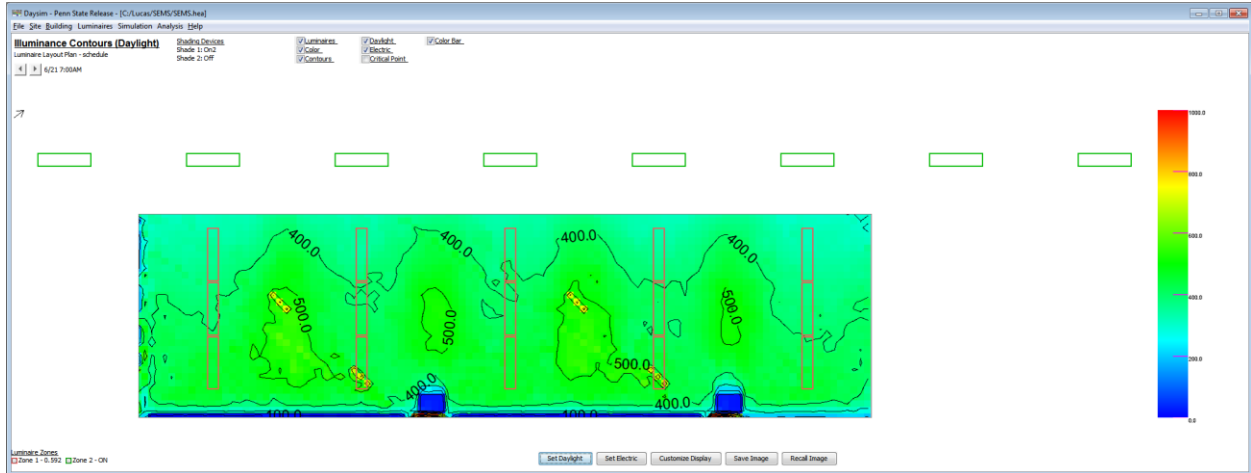 Daysim - Penn State Release - [C:/Lucas/SEMS/SEMS.hea]
File Site Building Luminaires Simulation Analysis Help
Illuminance Contours (Daylight)
Luminaire Layout Plan - schedule
6/21 7:00AM
Shading Devices
Shade 1: On2
Shade 2: Off
Luminaires
Color
Contours
Daylight
Electric
Critical Point
Color Bar
1000.0
800.0
600.0
400.0
200.0
0.0
400.0
400.0
400.0
400.0
500.0
500.0
500.0
500.0
400.0
400.0
100.0
100.0
Luminaire Zones
Zone 1 - 0.592 Zone 2 - ON
Set Daylight Set Electric Customize Display Save Image Recall Image